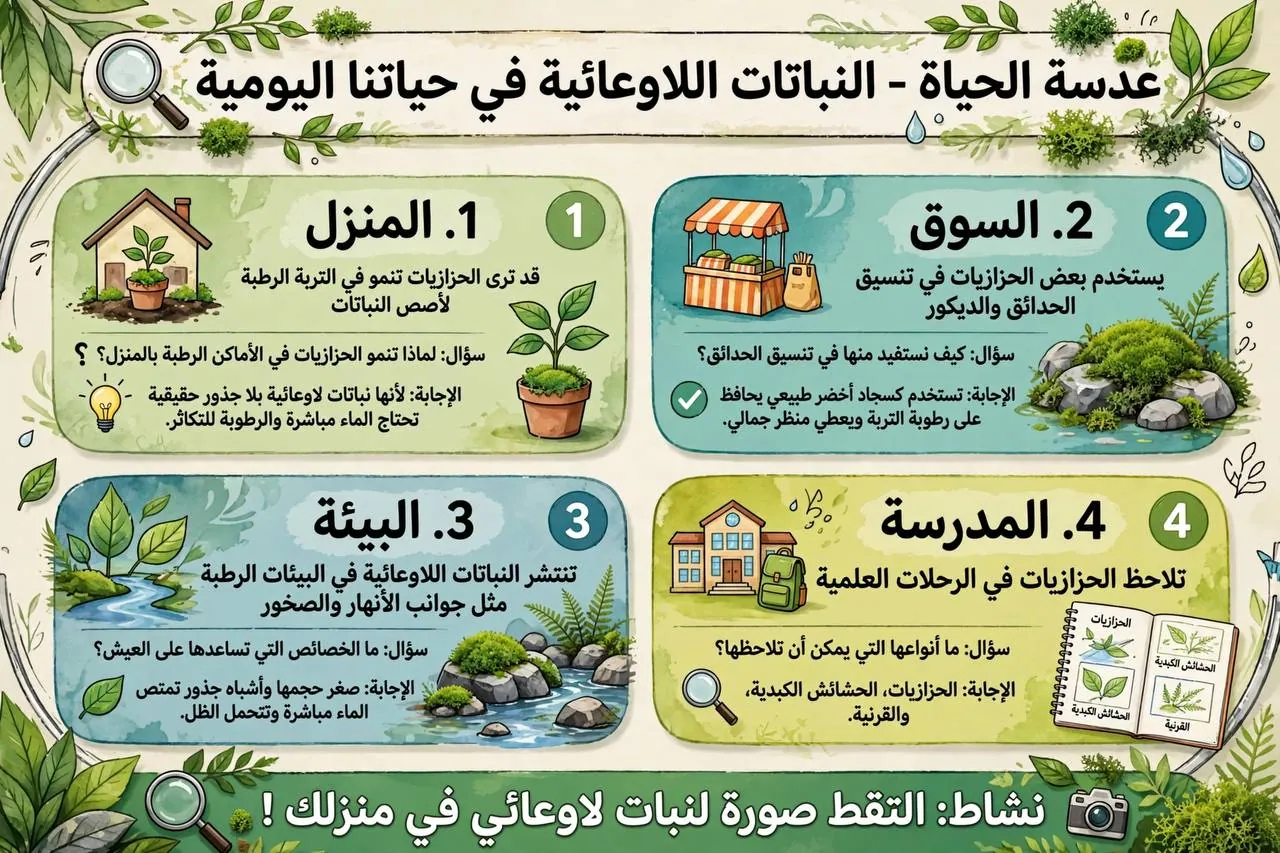 عدسة الحياة - النباتات اللاوعائية في حياتنا اليومية
1
1. المنزل
قد ترى الحزازيات تنمو في التربة الرطبة
لأصص النباتات
سؤال: لماذا تنمو الحزازيات في الأماكن الرطبة بالمنزل؟ ?
الإجابة: لأنها نباتات لاوعائية بلا جذور حقيقية
تحتاج الماء مباشرة والرطوبة للتكاثر.
2
2. السوق
يستخدم بعض الحزازيات في تنسيق
الحدائق والديكور
سؤال: كيف نستفيد منها في تنسيق الحدائق؟
الإجابة: تستخدم كسجاد أخضر طبيعي يحافظ
على رطوبة التربة ويعطي منظر جمالي.
3
3. البيئة
تنتشر النباتات اللاوعائية في البيئات الرطبة
مثل جوانب الأنهار والصخور
سؤال: ما الخصائص التي تساعدها على العيش؟
الإجابة: صغر حجمها وأشباه جذور تمتص
الماء مباشرة وتتحمل الظل.
4
4. المدرسة
تلاحظ الحزازيات في الرحلات العلمية
سؤال: ما أنواعها التي يمكن أن تلاحظها؟
الإجابة: الحزازيات، الحشائش الكبدية،
والقرنية.
الحزازيات
الحشائش الكبدية
الحشائش الكبدية
القرنية
نشاط: التقط صورة لنبات لاوعائي في منزلك !